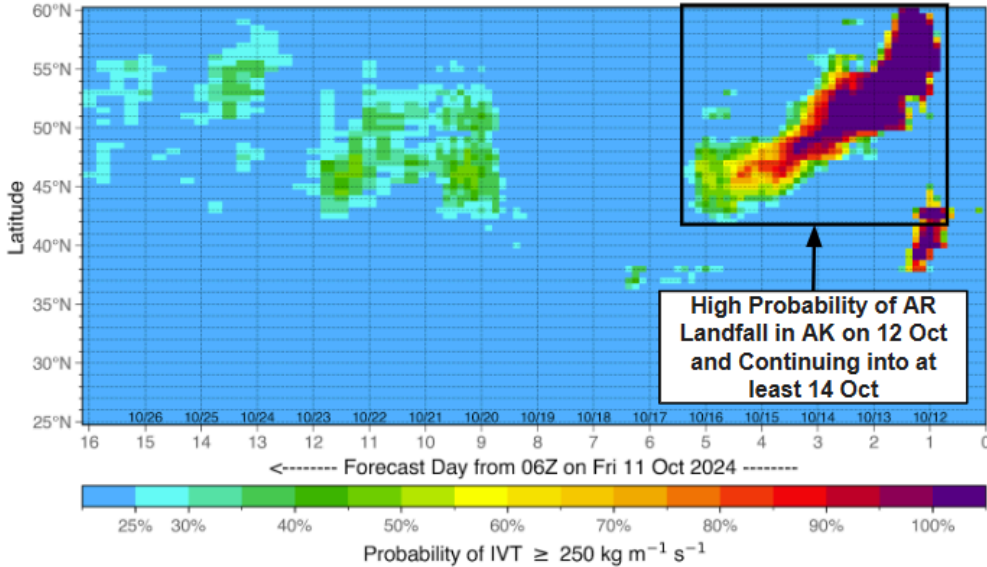 60°N
55°N
50°N
45°N
40°N
35°N
30°N
25°N
Latitude
High Probability of AR
Landfall in AK on 12 Oct
and Continuing into at
least 14 Oct
10/26 10/25 10/24 10/23 10/22 10/21 10/20 10/19 10/18 10/17 10/16 10/15 10/14 10/13 10/12
16 15 14 13 12 11 10 9 8 7 6 5 4 3 2 1 0
<-------- Forecast Day from 06Z on Fri 11 Oct 2024 --------
25% 30% 40% 50% 60% 70% 80% 90% 100%
Probability of IVT ≥ 250 kg m⁻¹ s⁻¹